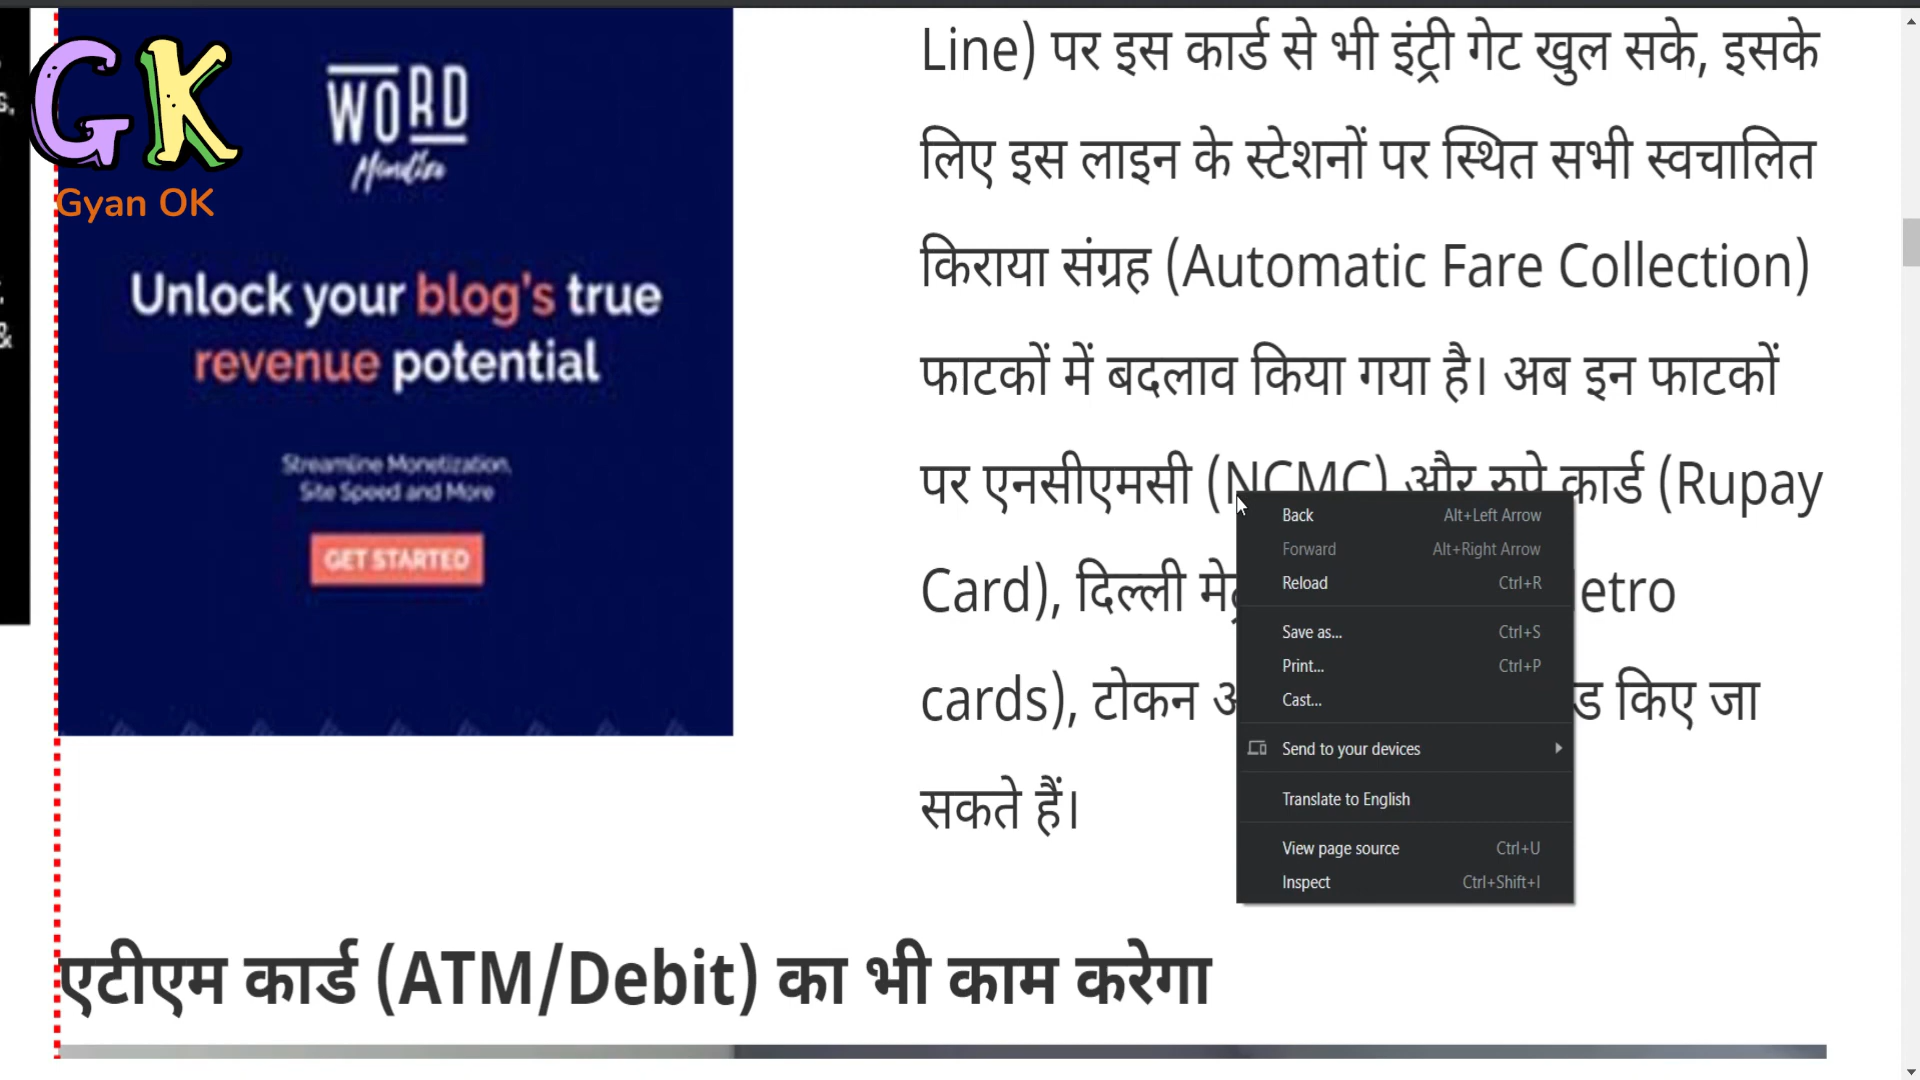 GK
Gyan OK
s,
&
WORD
Monetize
Unlock your blog's true
revenue potential
Streamline Monetization,
Site Speed and More
GET STARTED
Line) पर इस कार्ड से भी इंट्री गेट खुल सके, इसके
लिए इस लाइन के स्टेशनों पर स्थित सभी स्वचालित
किराया संग्रह (Automatic Fare Collection)
फाटकों में बदलाव किया गया है। अब इन फाटकों
पर एनसीएमसी (NCMC) और रुपे कार्ड (Rupay
Card), दिल्ली etro
cards), टोकन किए जा
सकते हैं।
Back Alt+Left Arrow
Forward Alt+Right Arrow
Reload Ctrl+R
Save as... Ctrl+S
Print... Ctrl+P
Cast...
Send to your devices
Translate to English
View page source Ctrl+U
Inspect Ctrl+Shift+I
एटीएम कार्ड (ATM/Debit) का भी काम करेगा